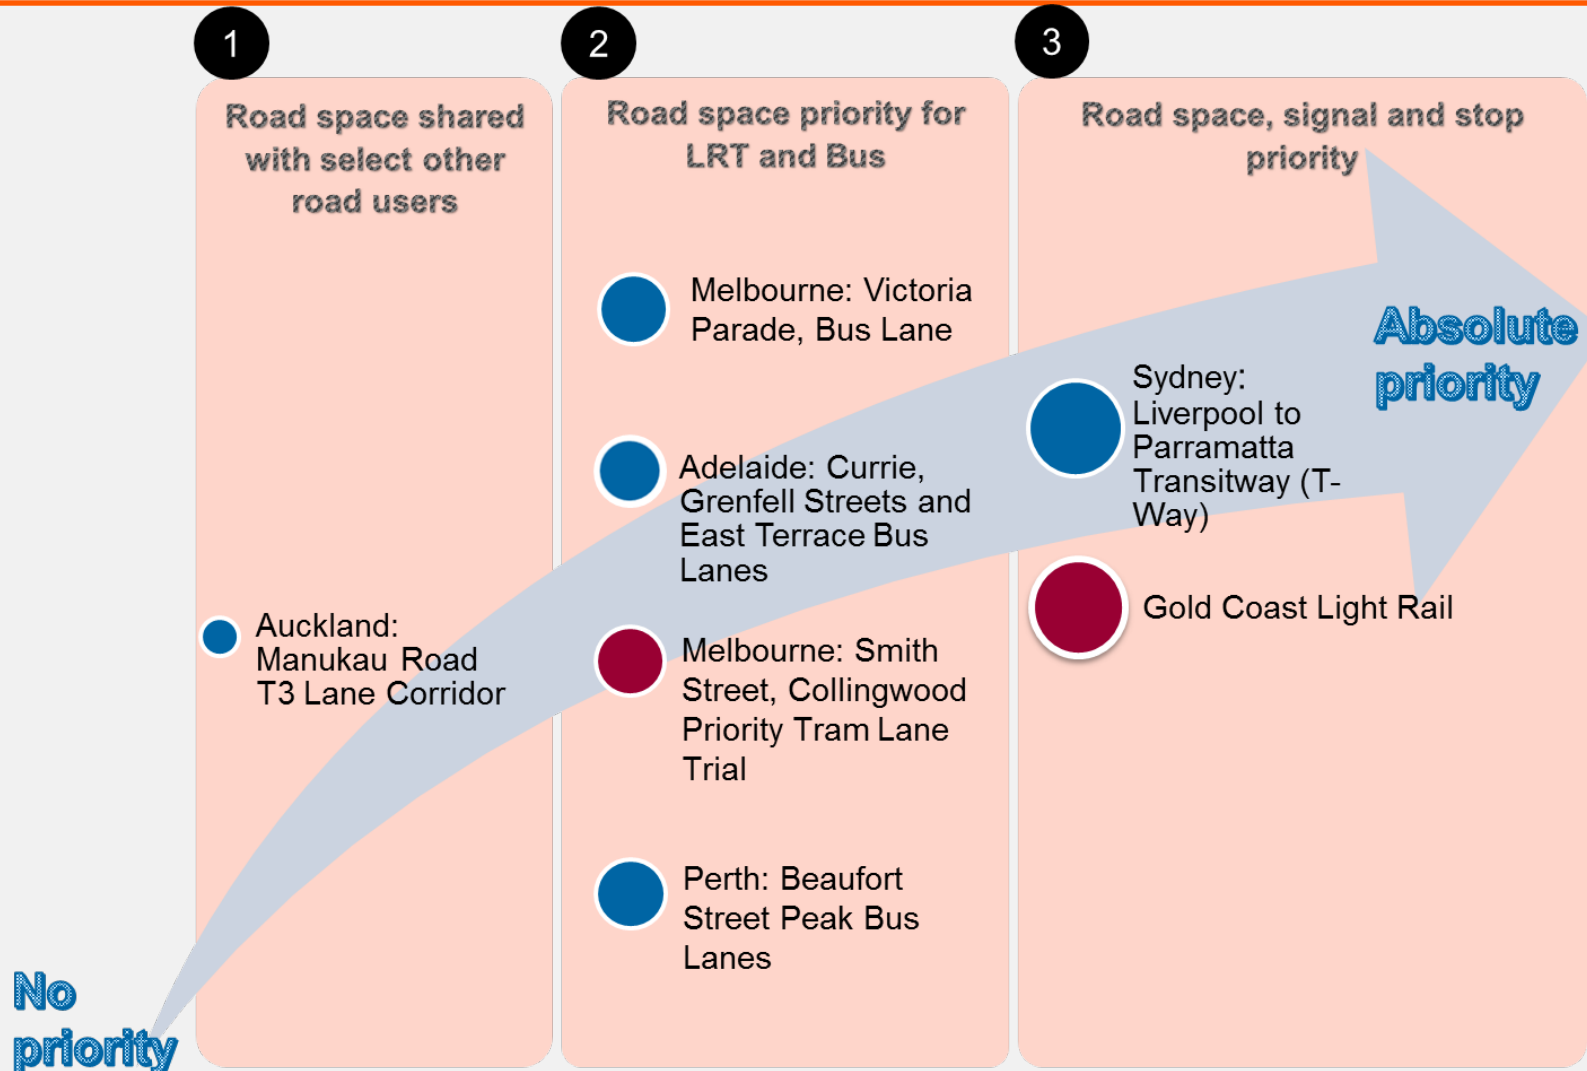 1
Road space shared
with select other
road users
Auckland:
Manukau Road
T3 Lane Corridor
2
Road space priority for
LRT and Bus
Melbourne: Victoria
Parade, Bus Lane
Adelaide: Currie,
Grenfell Streets and
East Terrace Bus
Lanes
Melbourne: Smith
Street, Collingwood
Priority Tram Lane
Trial
Perth: Beaufort
Street Peak Bus
Lanes
3
Road space, signal and stop
priority
Absolute
priority
Sydney:
Liverpool to
Parramatta
Transitway (T-
Way)
Gold Coast Light Rail
No
priority